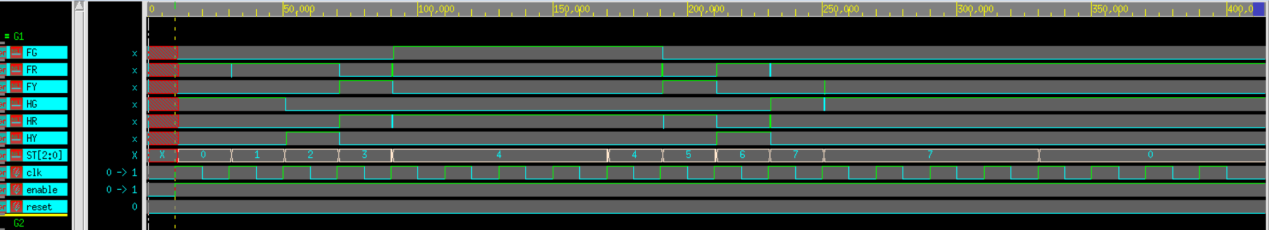 0 50,000 100,000 150,000 200,000 250,000 300,000 350,000 400,0
G1
FG x
FR x
FY x
HG x
HR x
HY x
ST[2:0] X X 0 1 2 3 4 4 5 6 7 7 0
clk 0 -> 1
enable 0 -> 1
reset 0
G2